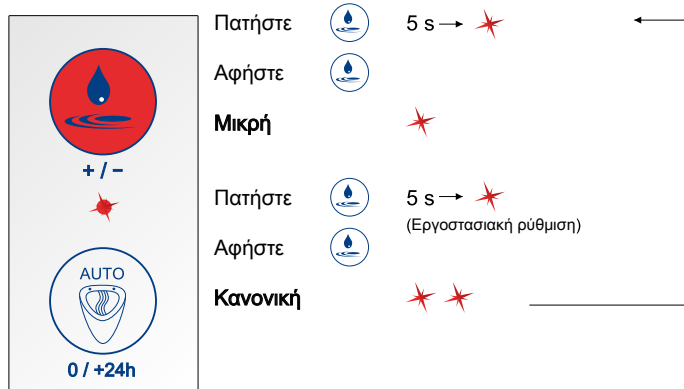 Πατήστε 5 s
Αφήστε
Μικρή
+ / −
Πατήστε 5 s
(Εργοστασιακή ρύθμιση)
Αφήστε
AUTO
Κανονική
0 / +24h